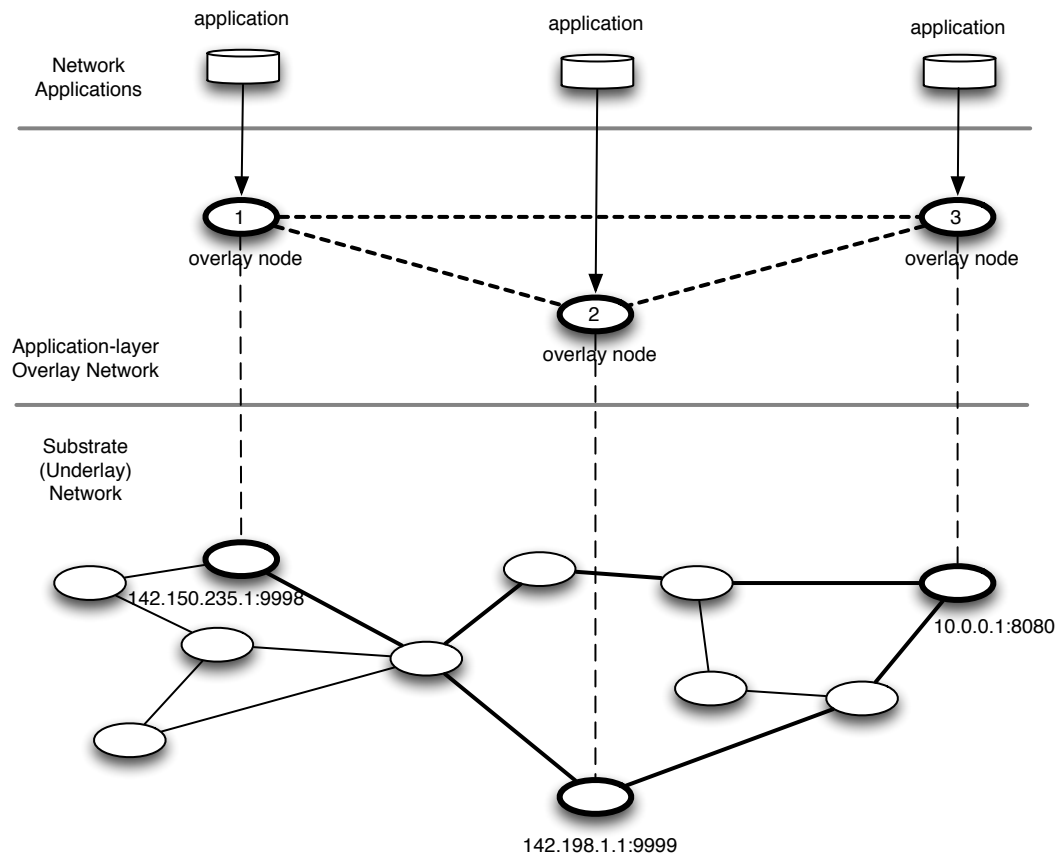 application
application
application
Network
Applications
1
3
overlay node
overlay node
2
overlay node
Application-layer
Overlay Network
Substrate
(Underlay)
Network
142.150.235.1:9998
10.0.0.1:8080
142.198.1.1:9999